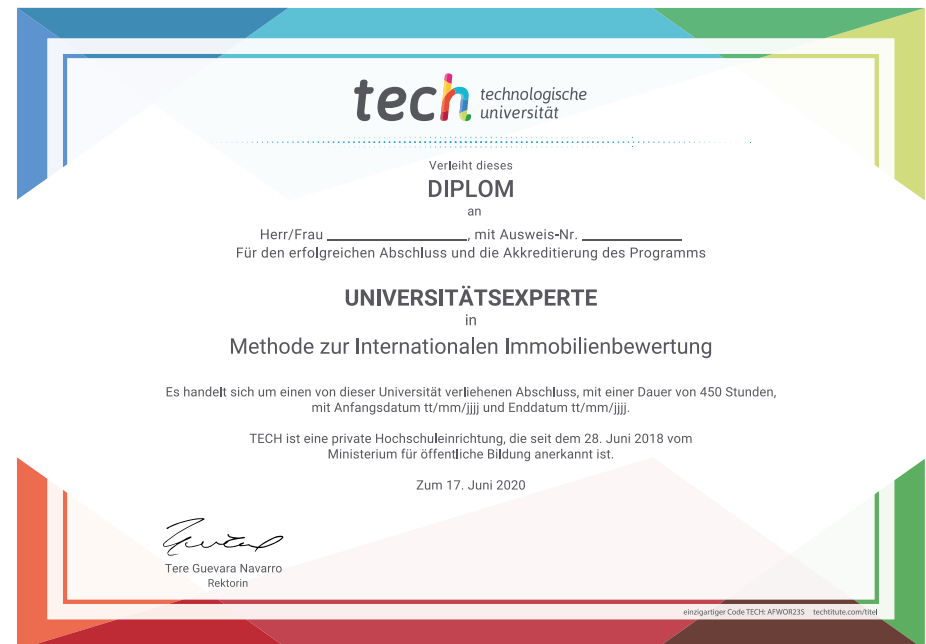 tech technologische
universität
Verleiht dieses
DIPLOM
an
Herr/Frau ____________, mit Ausweis-Nr. ____________
Für den erfolgreichen Abschluss und die Akkreditierung des Programms
UNIVERSITÄTSEXPERTE
in
Methode zur Internationalen Immobilienbewertung
Es handelt sich um einen von dieser Universität verliehenen Abschluss, mit einer Dauer von 450 Stunden,
mit Anfangsdatum tt/mm/jjjj und Enddatum tt/mm/jjjj.
TECH ist eine private Hochschuleinrichtung, die seit dem 28. Juni 2018 vom
Ministerium für öffentliche Bildung anerkannt ist.
Zum 17. Juni 2020
Tere Guevara Navarro
Rektorin
einzigartiger Code TECH: AFWOR23S techtitute.com/titel